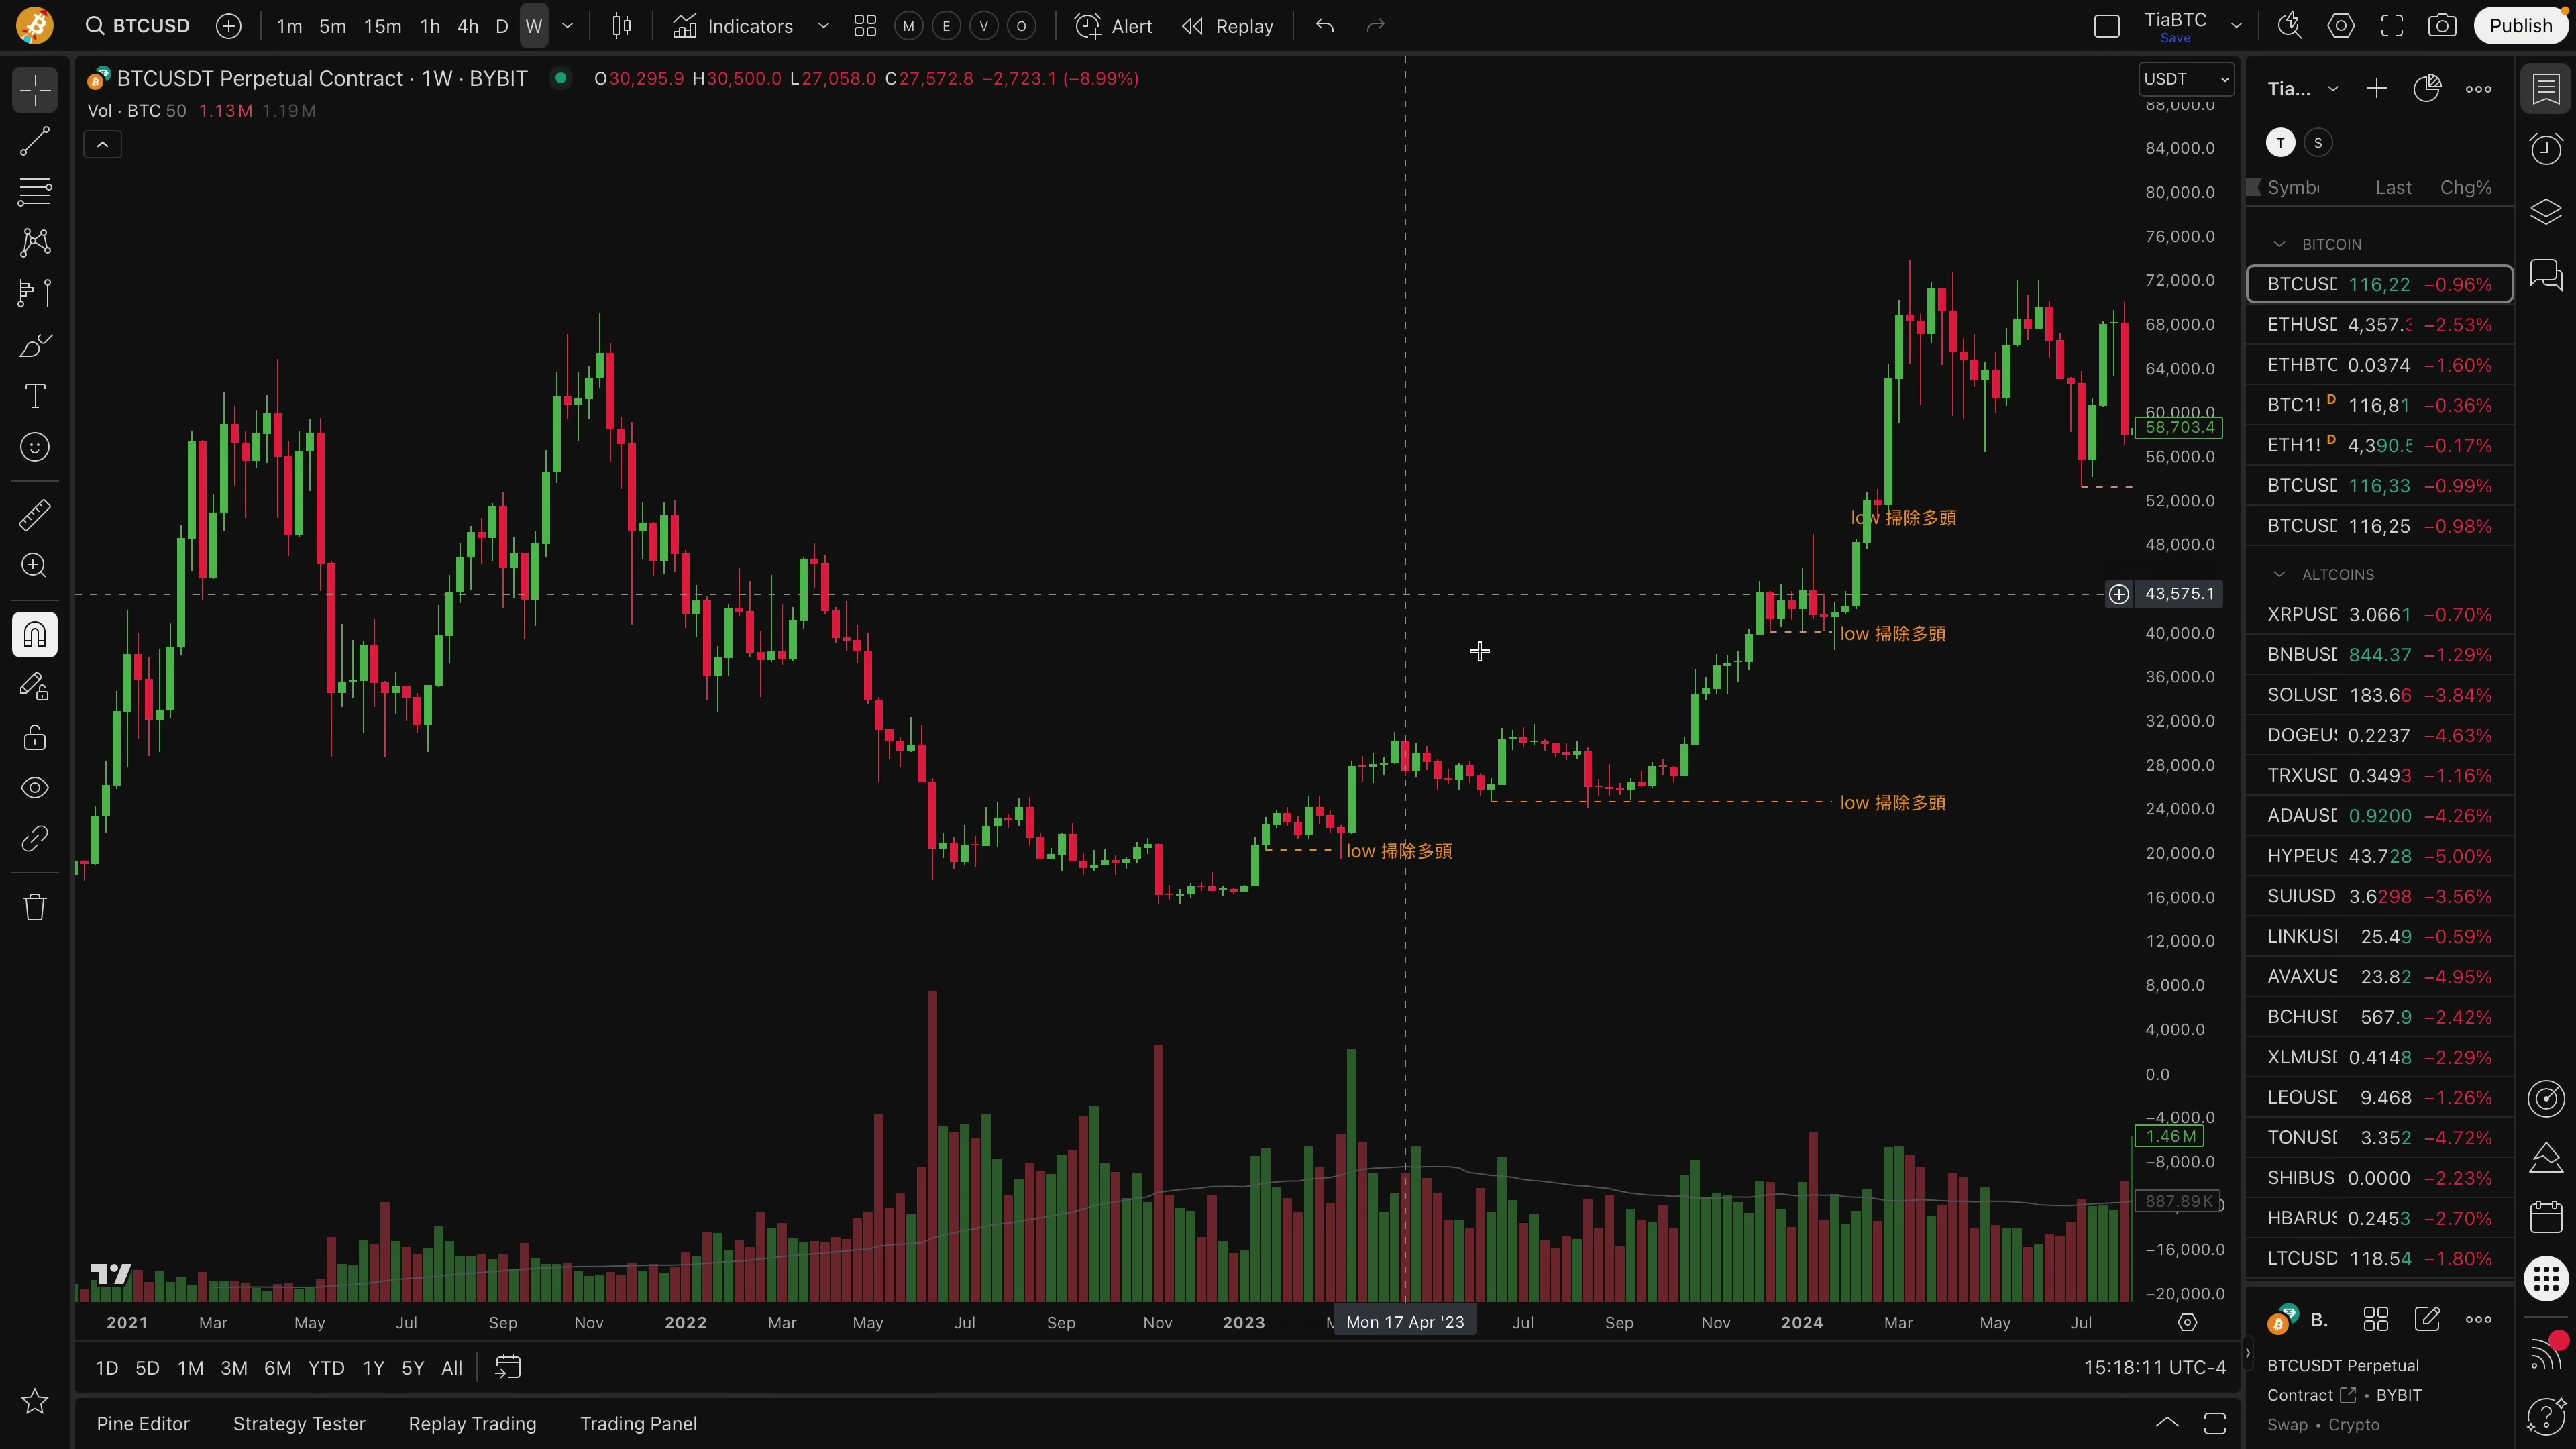 BTCUSD 1m 5m 15m 1h 4h D W Indicators M E V O Alert Replay TiaBTC Save Publish
BTCUSDT Perpetual Contract · 1W · BYBIT O30,295.9 H30,500.0 L27,058.0 C27,572.8 −2,723.1 (−8.99%)
Vol · BTC 50 1.13M 1.19M
USDT
88,000.0
84,000.0
80,000.0
76,000.0
72,000.0
68,000.0
64,000.0
60,000.0
58,703.4
56,000.0
52,000.0
48,000.0
43,575.1
40,000.0
36,000.0
32,000.0
28,000.0
24,000.0
20,000.0
16,000.0
12,000.0
8,000.0
4,000.0
0.0
−4,000.0
1.46M
−8,000.0
887.89K
−16,000.0
−20,000.0
low 掃除多頭
low 掃除多頭
low 掃除多頭
low 掃除多頭
2021 Mar May Jul Sep Nov 2022 Mar May Jul Sep Nov 2023 Mon 17 Apr '23 Jul Sep Nov 2024 Mar May Jul
1D 5D 1M 3M 6M YTD 1Y 5Y All
15:18:11 UTC-4
Pine Editor Strategy Tester Replay Trading Trading Panel
Tia...
T S
Symb Last Chg%
BITCOIN
BTCUSD 116,22 −0.96%
ETHUSD 4,357.3 −2.53%
ETHBTC 0.0374 −1.60%
BTC1! D 116,81 −0.36%
ETH1! D 4,390.5 −0.17%
BTCUSD 116,33 −0.99%
BTCUSD 116,25 −0.98%
ALTCOINS
XRPUSD 3.0661 −0.70%
BNBUSD 844.37 −1.29%
SOLUSD 183.66 −3.84%
DOGEUS 0.2237 −4.63%
TRXUSD 0.3493 −1.16%
ADAUSD 0.9200 −4.26%
HYPEUS 43.728 −5.00%
SUIUSD 3.6298 −3.56%
LINKUSI 25.49 −0.59%
AVAXUS 23.82 −4.95%
BCHUSD 567.9 −2.42%
XLMUSD 0.4148 −2.29%
LEOUSD 9.468 −1.26%
TONUSD 3.352 −4.72%
SHIBUS 0.0000 −2.23%
HBARUS 0.2453 −2.70%
LTCUSD 118.54 −1.80%
B.
BTCUSDT Perpetual
Contract • BYBIT
Swap • Crypto